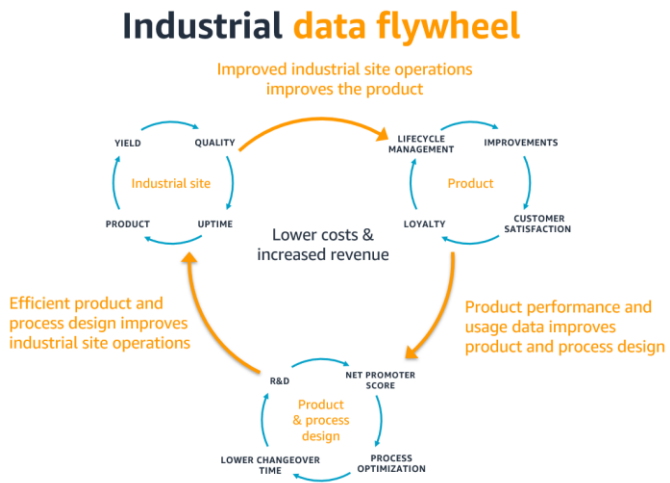 Industrial data flywheel
Improved industrial site operations
improves the product
YIELD
QUALITY
Industrial site
PRODUCT
UPTIME
LIFECYCLE
MANAGEMENT
IMPROVEMENTS
Product
LOYALTY
CUSTOMER
SATISFACTION
Lower costs &
increased revenue
Efficient product and
process design improves
industrial site operations
Product performance and
usage data improves
product and process design
R&D
NET PROMOTER
SCORE
Product
& process
design
LOWER CHANGEOVER
TIME
PROCESS
OPTIMIZATION